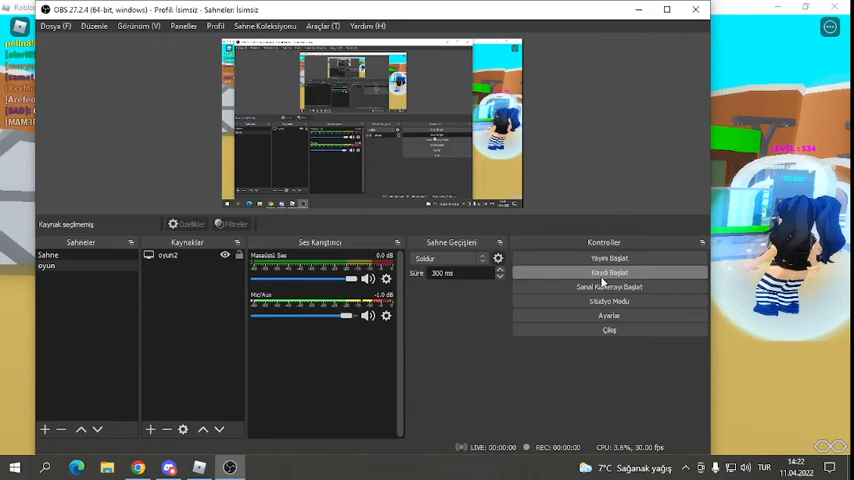 Roblox
OBS 27.2.4 (64-bit, windows) - Profil: İsimsiz - Sahneler: İsimsiz
Dosya (F)
Düzenle
Görünüm (V)
Paneller
Profil
Sahne Koleksiyonu
Araçlar (T)
Yardım (H)
LEVEL : 534
Kaynak seçilmemiş
Özellikler
Filtreler
Sahneler
Kaynaklar
Ses Karıştırıcı
Sahne Geçişleri
Kontroller
Sahne
oyun
oyun2
Masaüstü Ses
0.0 dB
Mic/Aux
-1.0 dB
Soldur
Süre
300 ms
Yayını Başlat
Kaydı Başlat
Sanal Kamerayı Başlat
Stüdyo Modu
Ayarlar
Çıkış
LIVE: 00:00:00
REC: 00:00:00
CPU: 3.6%, 30.00 fps
7°C Sağanak yağış
TUR
14:22
11.04.2022